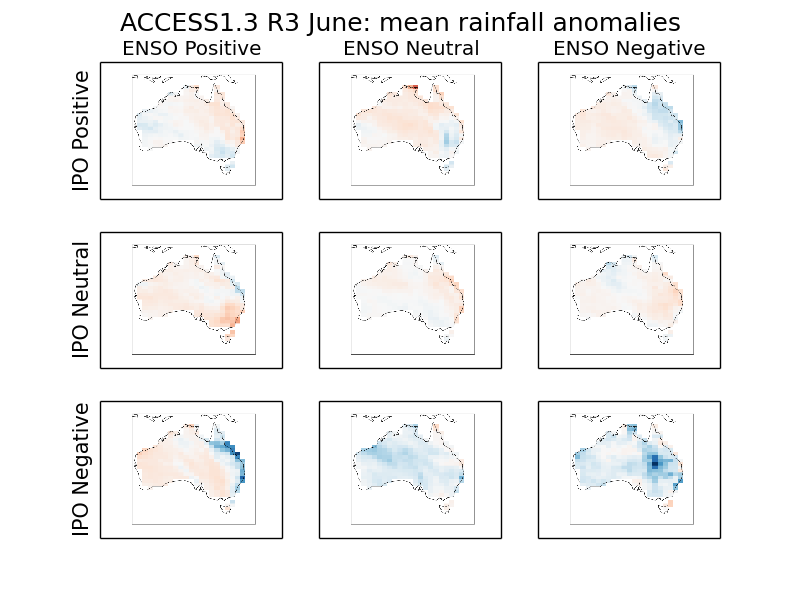 ACCESS1.3 R3 June: mean rainfall anomalies
ENSO Positive
ENSO Neutral
ENSO Negative
IPO Positive
IPO Neutral
IPO Negative